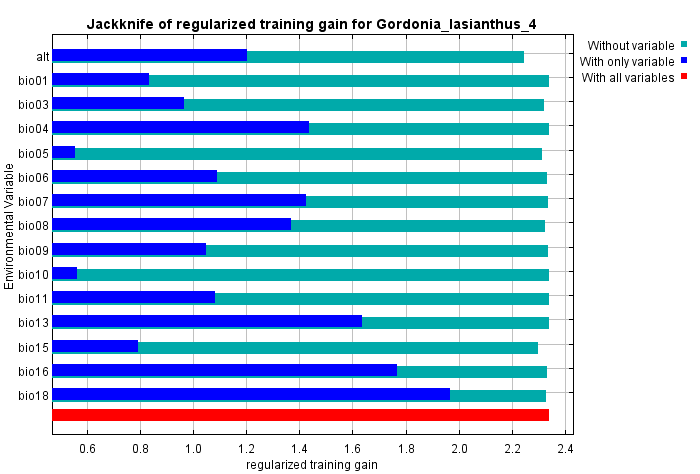 Jackknife of regularized training gain for Gordonia_lasianthus_4
Without variable
With only variable
With all variables
Environmental Variable
alt
bio01
bio03
bio04
bio05
bio06
bio07
bio08
bio09
bio10
bio11
bio13
bio15
bio16
bio18
0.6 0.8 1.0 1.2 1.4 1.6 1.8 2.0 2.2 2.4
regularized training gain